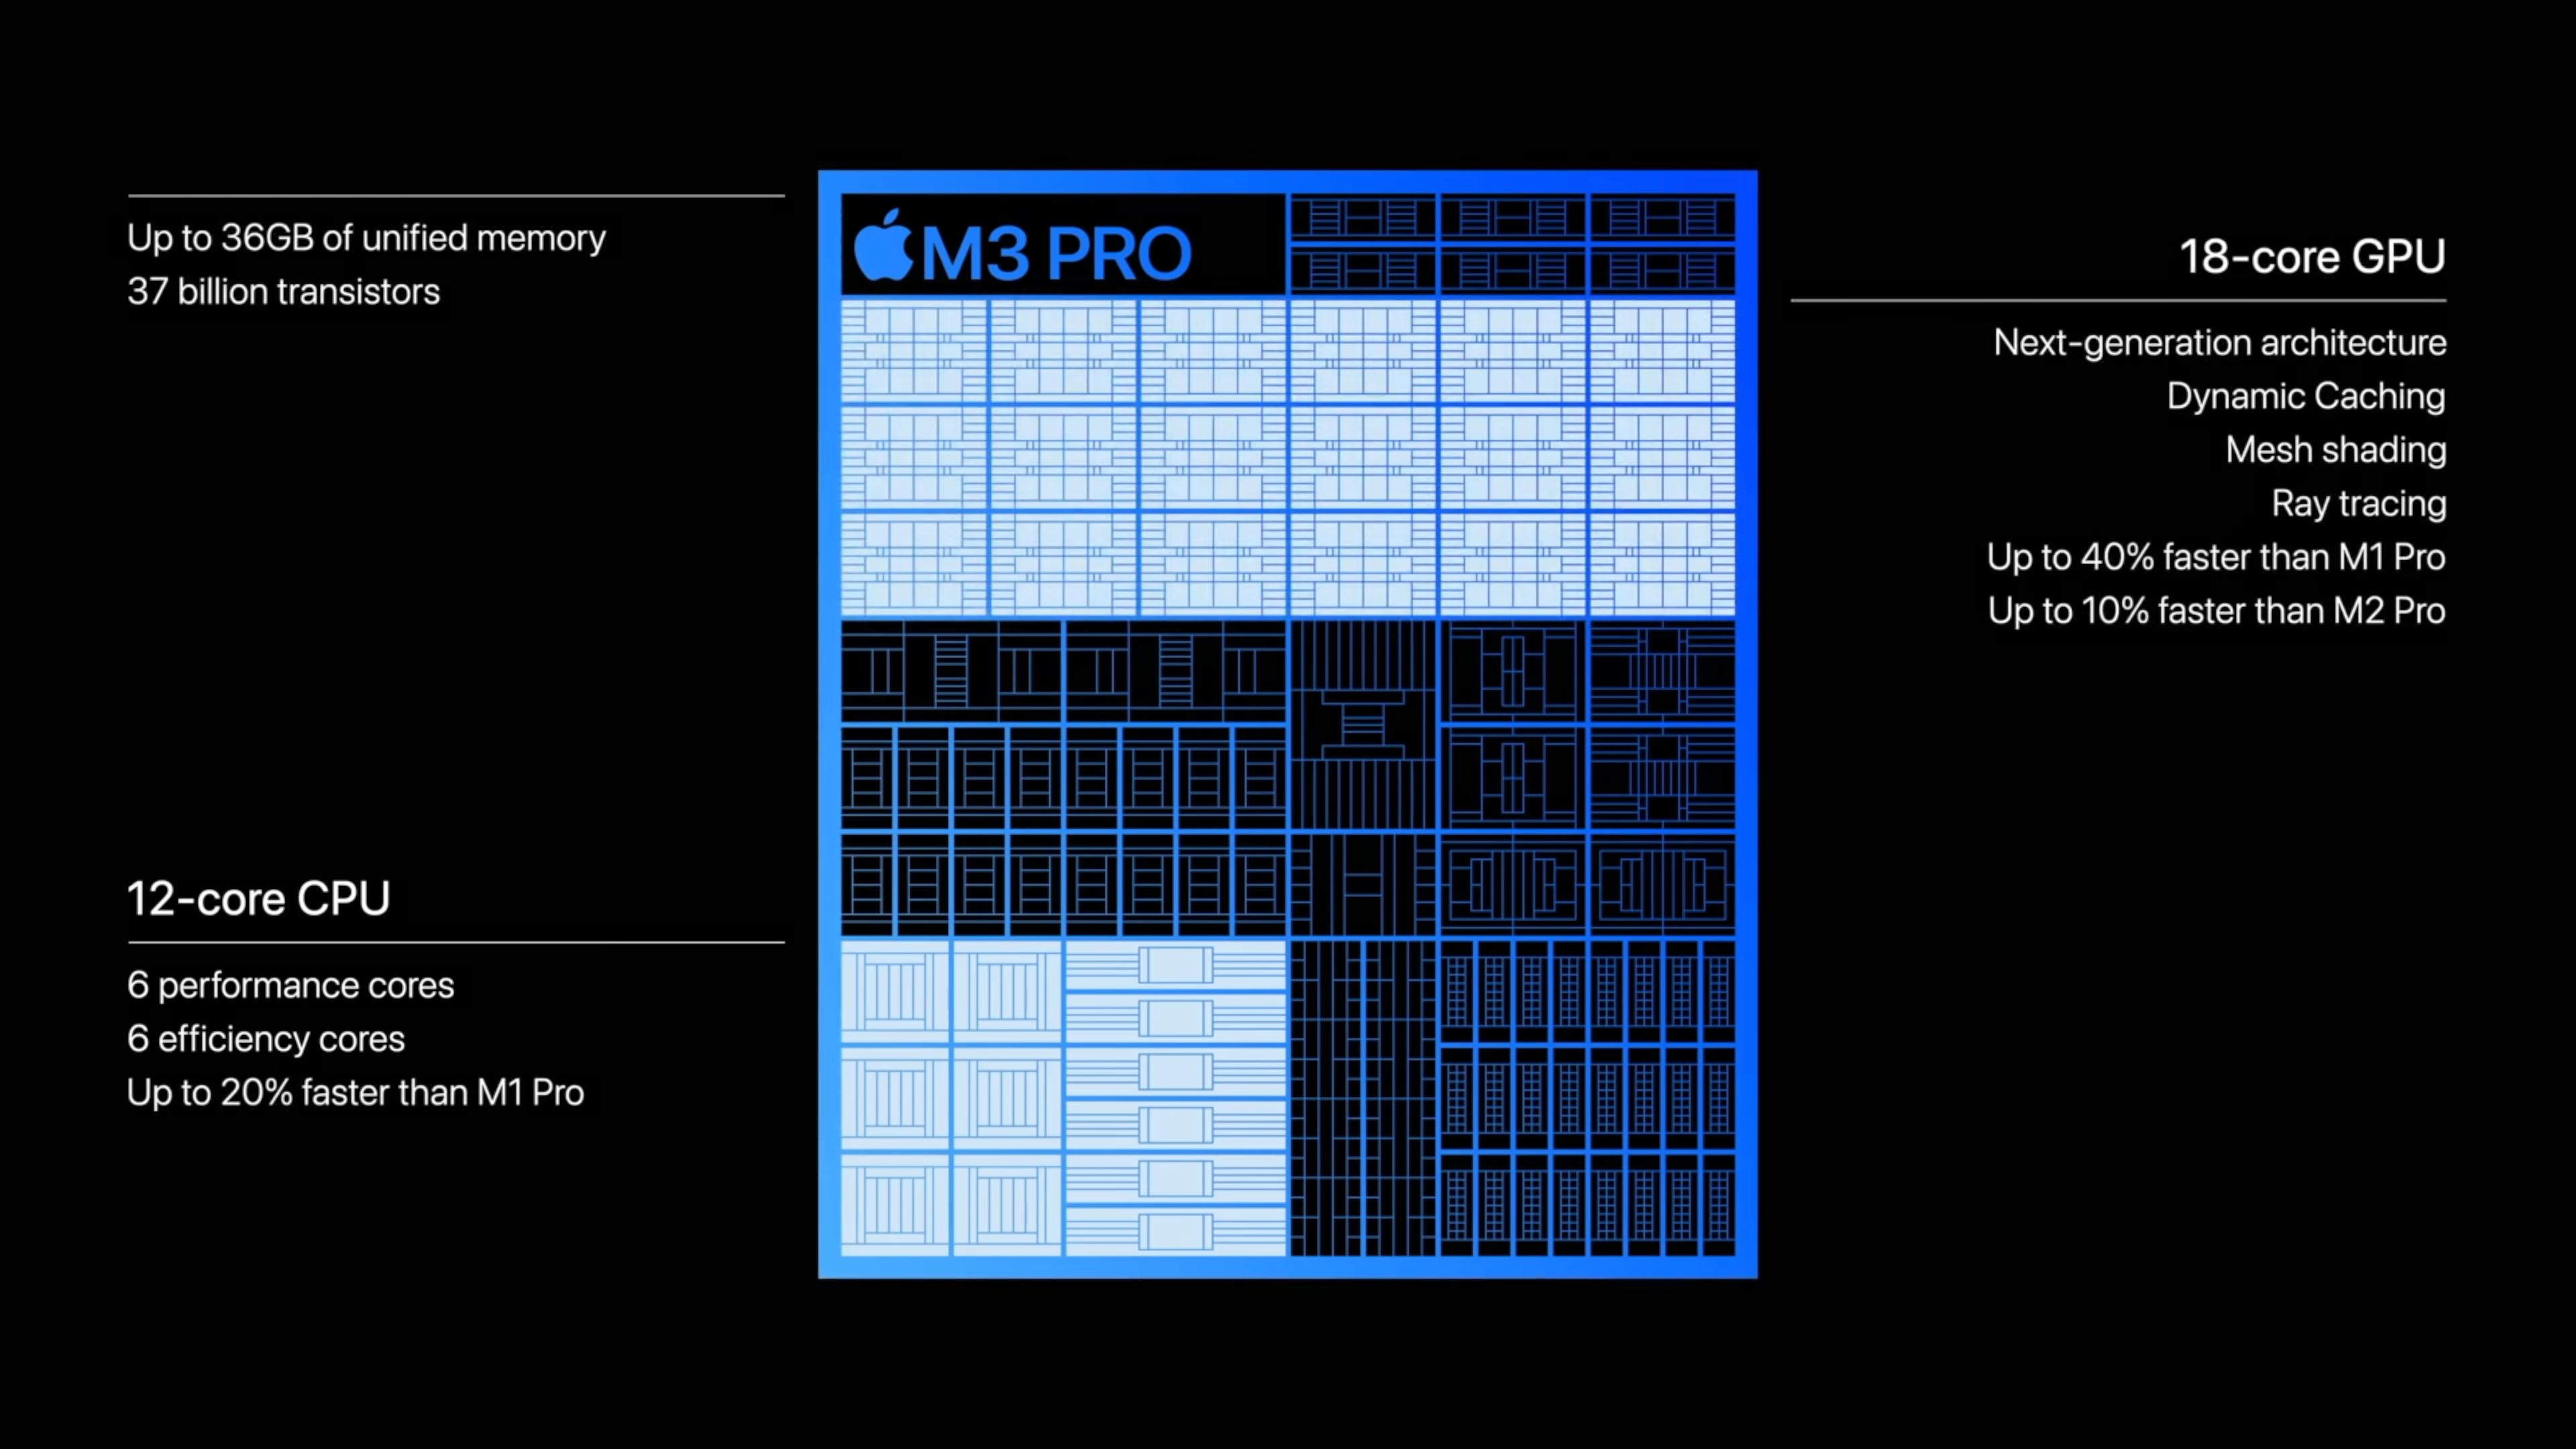 Up to 36GB of unified memory
37 billion transistors
12-core CPU
6 performance cores
6 efficiency cores
Up to 20% faster than M1 Pro
M3 PRO
18-core GPU
Next-generation architecture
Dynamic Caching
Mesh shading
Ray tracing
Up to 40% faster than M1 Pro
Up to 10% faster than M2 Pro